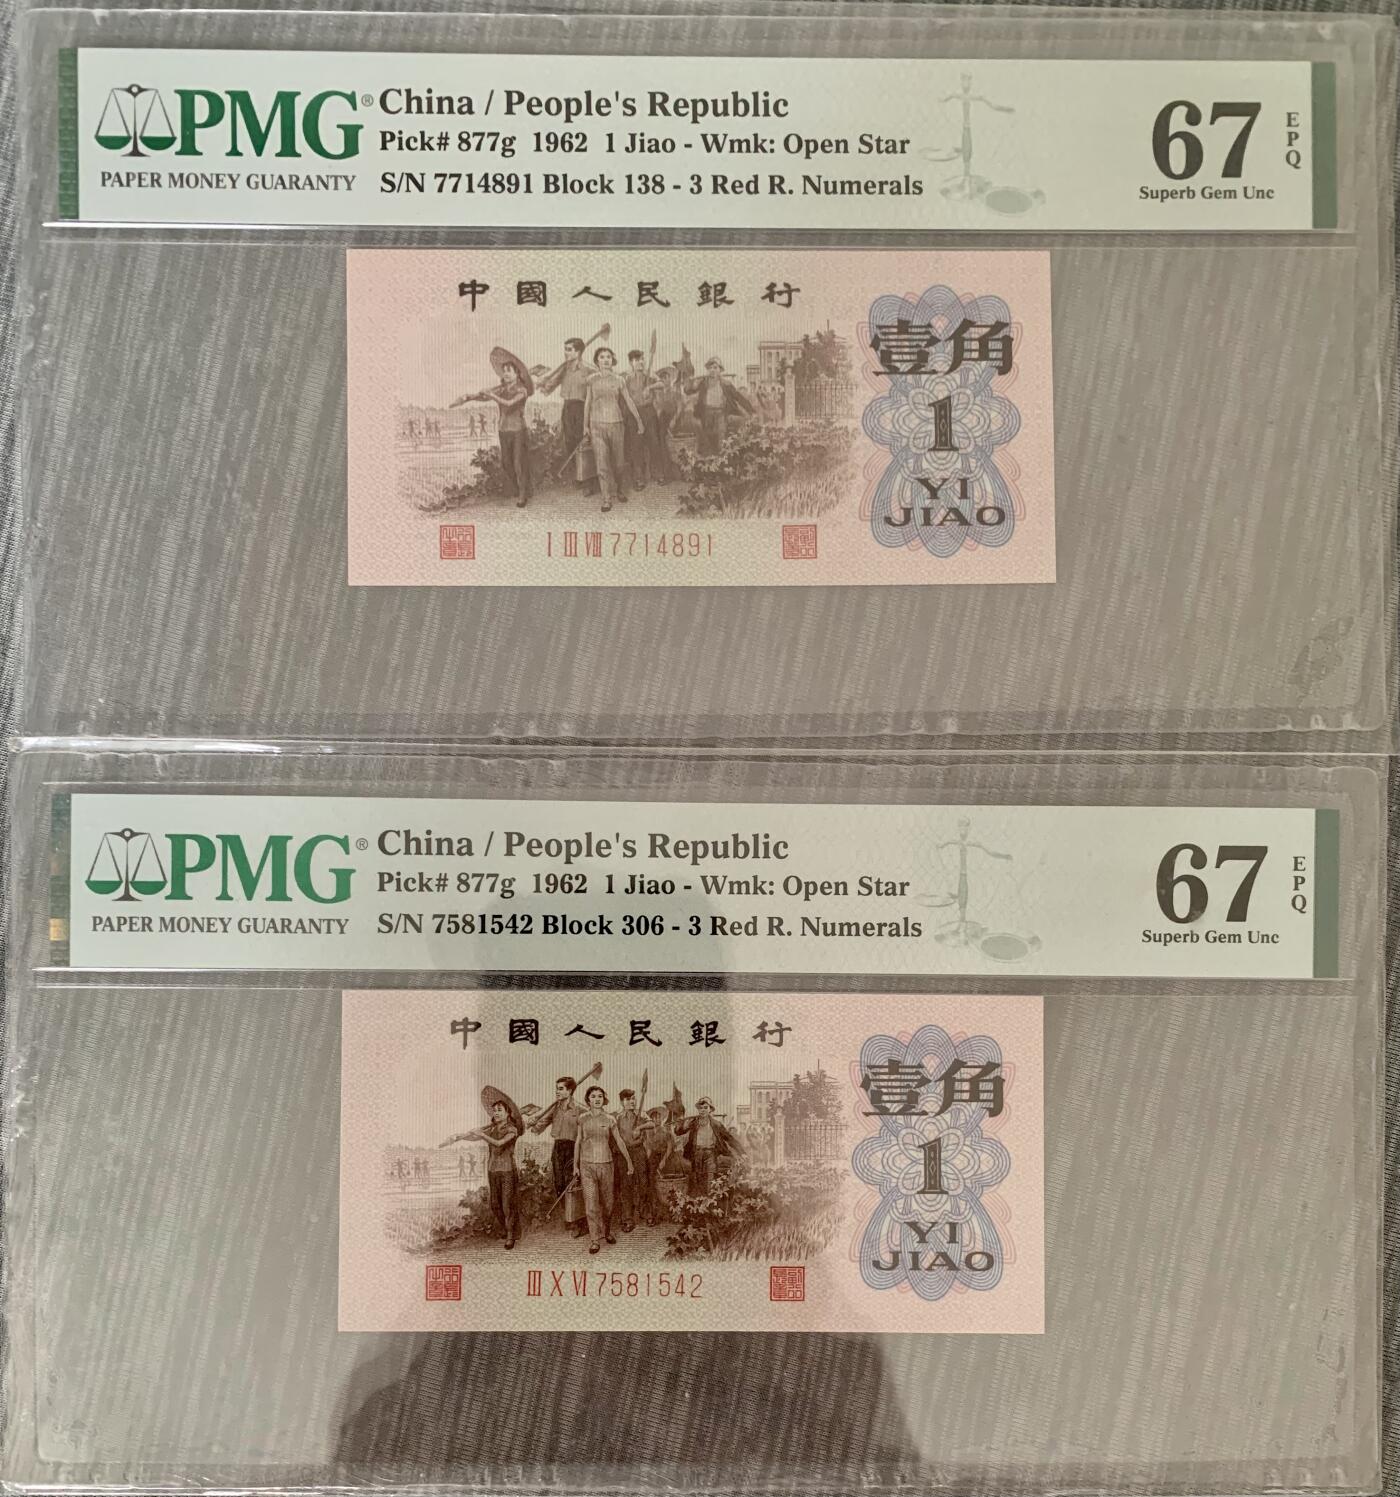 PMG®
PAPER MONEY GUARANTY
China / People's Republic
Pick# 877g 1962 1 Jiao - Wmk: Open Star
S/N 7714891 Block 138 - 3 Red R. Numerals
67
EPQ
Superb Gem Unc
中國人民銀行
壹角
1
YI
JIAO
I III VIII 7714891
PMG®
PAPER MONEY GUARANTY
China / People's Republic
Pick# 877g 1962 1 Jiao - Wmk: Open Star
S/N 7581542 Block 306 - 3 Red R. Numerals
67
EPQ
Superb Gem Unc
中國人民銀行
壹角
1
YI
JIAO
III X VI 7581542